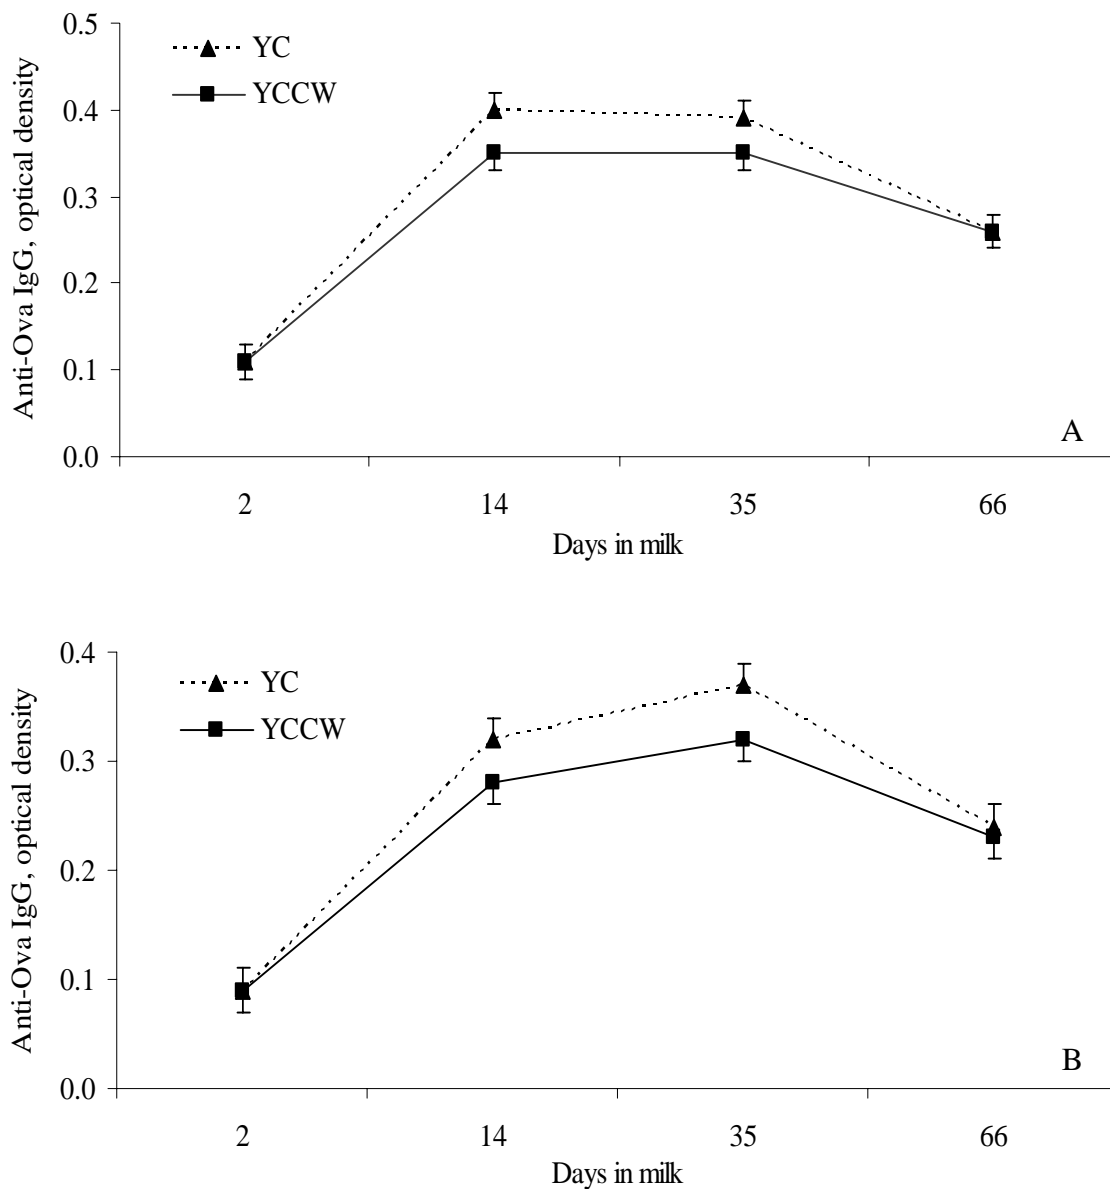 0.5
YC
YCCW
0.4
0.3
0.2
0.1
0.0
Anti-Ova IgG, optical density
A
2 14 35 66
Days in milk
0.4
YC
YCCW
0.3
0.2
0.1
0.0
Anti-Ova IgG, optical density
B
2 14 35 66
Days in milk